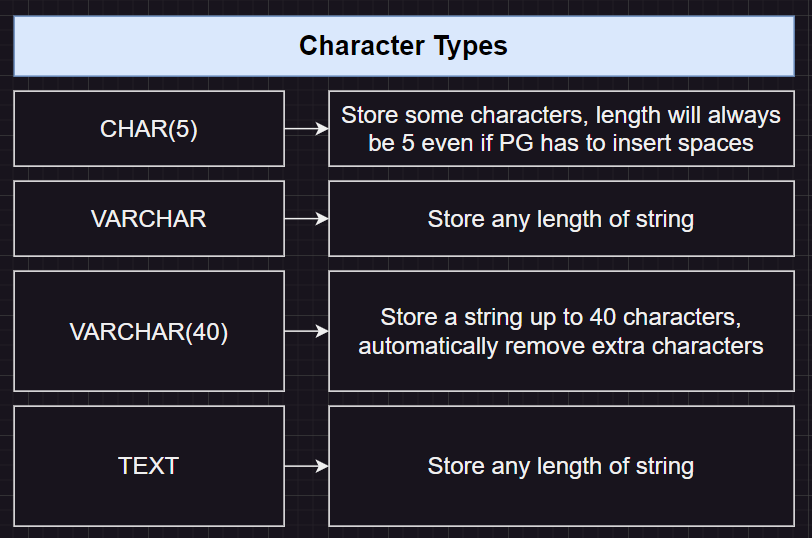 Character Types
CHAR(5)
Store some characters, length will always
be 5 even if PG has to insert spaces
VARCHAR
Store any length of string
VARCHAR(40)
Store a string up to 40 characters,
automatically remove extra characters
TEXT
Store any length of string